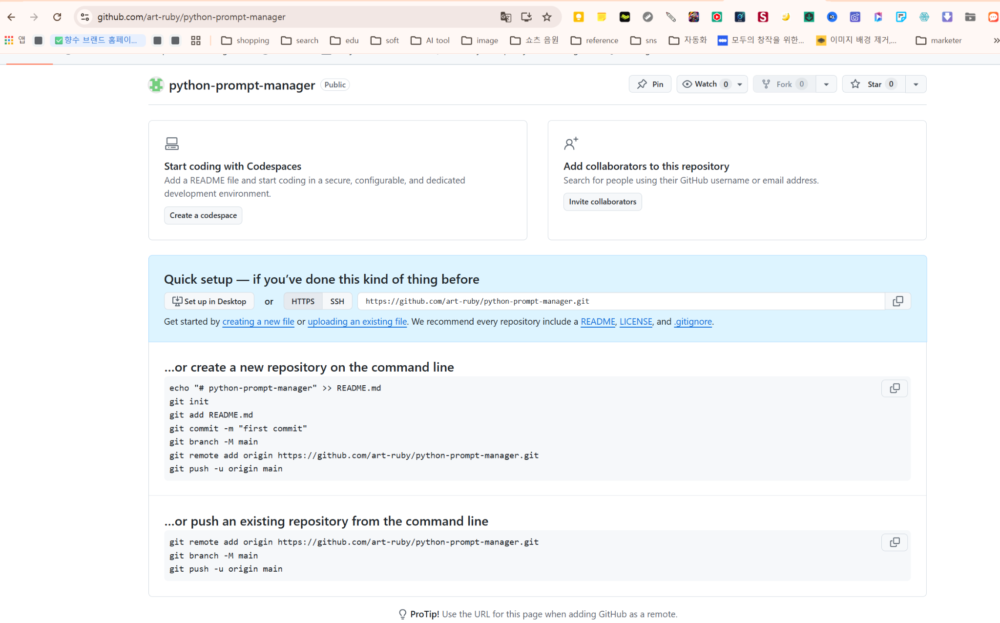 github.com/art-ruby/python-prompt-manager
앱
향수 브랜드 홈페이...
shopping
search
edu
soft
AI tool
image
쇼츠 음원
reference
sns
자동화
모두의 창작을 위한...
이미지 배경 제거,...
marketer
python-prompt-manager
Public
Pin
Watch 0
Fork 0
Star 0
Start coding with Codespaces
Add a README file and start coding in a secure, configurable, and dedicated
development environment.
Create a codespace
Add collaborators to this repository
Search for people using their GitHub username or email address.
Invite collaborators
Quick setup — if you’ve done this kind of thing before
Set up in Desktop or HTTPS SSH https://github.com/art-ruby/python-prompt-manager.git
Get started by creating a new file or uploading an existing file. We recommend every repository include a README, LICENSE, and .gitignore.
…or create a new repository on the command line
echo "# python-prompt-manager" >> README.md
git init
git add README.md
git commit -m "first commit"
git branch -M main
git remote add origin https://github.com/art-ruby/python-prompt-manager.git
git push -u origin main
…or push an existing repository from the command line
git remote add origin https://github.com/art-ruby/python-prompt-manager.git
git branch -M main
git push -u origin main
ProTip! Use the URL for this page when adding GitHub as a remote.